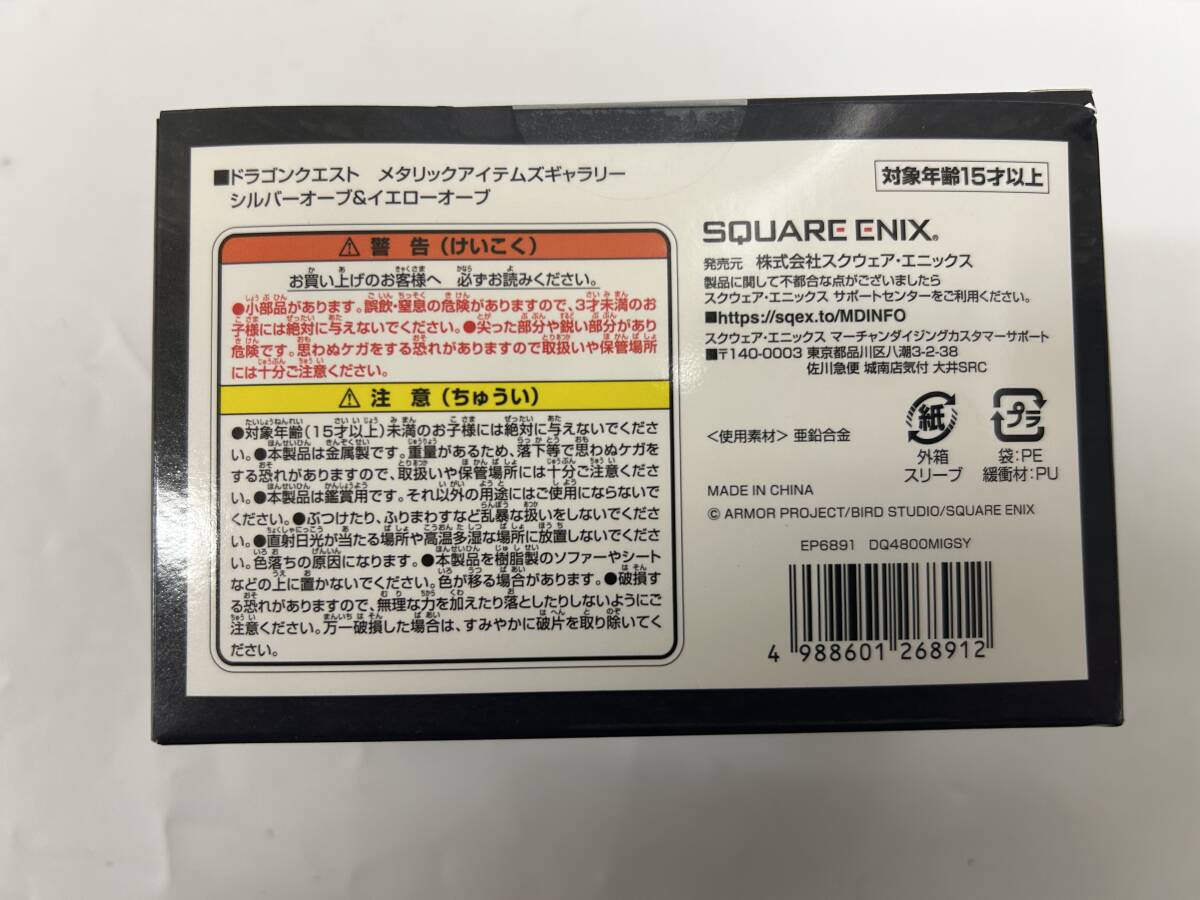 ■ドラゴンクエスト　メタリックアイテムズギャラリー
シルバーオーブ&イエローオーブ
⚠ 警 告（けいこく）
お買い上げのお客様へ　必ずお読みください。
●小部品があります。誤飲・窒息の危険がありますので、3才未満のお
子様には絶対に与えないでください。●尖った部分や鋭い部分があり
危険です。思わぬケガをする恐れがありますので取扱いや保管場所
には十分ご注意ください。
⚠ 注 意（ちゅうい）
●対象年齢（15才以上）未満のお子様には絶対に与えないでくださ
い。●本製品は金属製です。重量があるため、落下等で思わぬケガを
する恐れがありますので、取扱いや保管場所には十分ご注意くださ
い。●本製品は鑑賞用です。それ以外の用途にはご使用にならないで
ください。●ぶつけたり、ふりまわすなど乱暴な扱いをしないでくださ
い。●直射日光が当たる場所や高温多湿な場所に放置しないでくださ
い。色落ちの原因になります。●本製品を樹脂製のソファーやシート
などの上に置かないでください。色が移る場合があります。●破損す
る恐れがありますので、無理な力を加えたり落としたりしないようにご
注意ください。万一破損した場合は、すみやかに破片を取り除いてく
ださい。
対象年齢15才以上
SQUARE ENIX®
発売元　株式会社スクウェア・エニックス
製品に関して不都合な点がございましたら
スクウェア・エニックス サポートセンターをご利用ください。
■https://sqex.to/MDINFO
スクウェア・エニックス マーチャンダイジングカスタマーサポート
■〒140-0003 東京都品川区八潮3-2-38
佐川急便 城南店気付 大井SRC
＜使用素材＞ 亜鉛合金
紙
外箱
スリーブ
プラ
袋:PE
緩衝材:PU
MADE IN CHINA
© ARMOR PROJECT/BIRD STUDIO/SQUARE ENIX
EP6891　DQ4800MIGSY
4 988601 268912